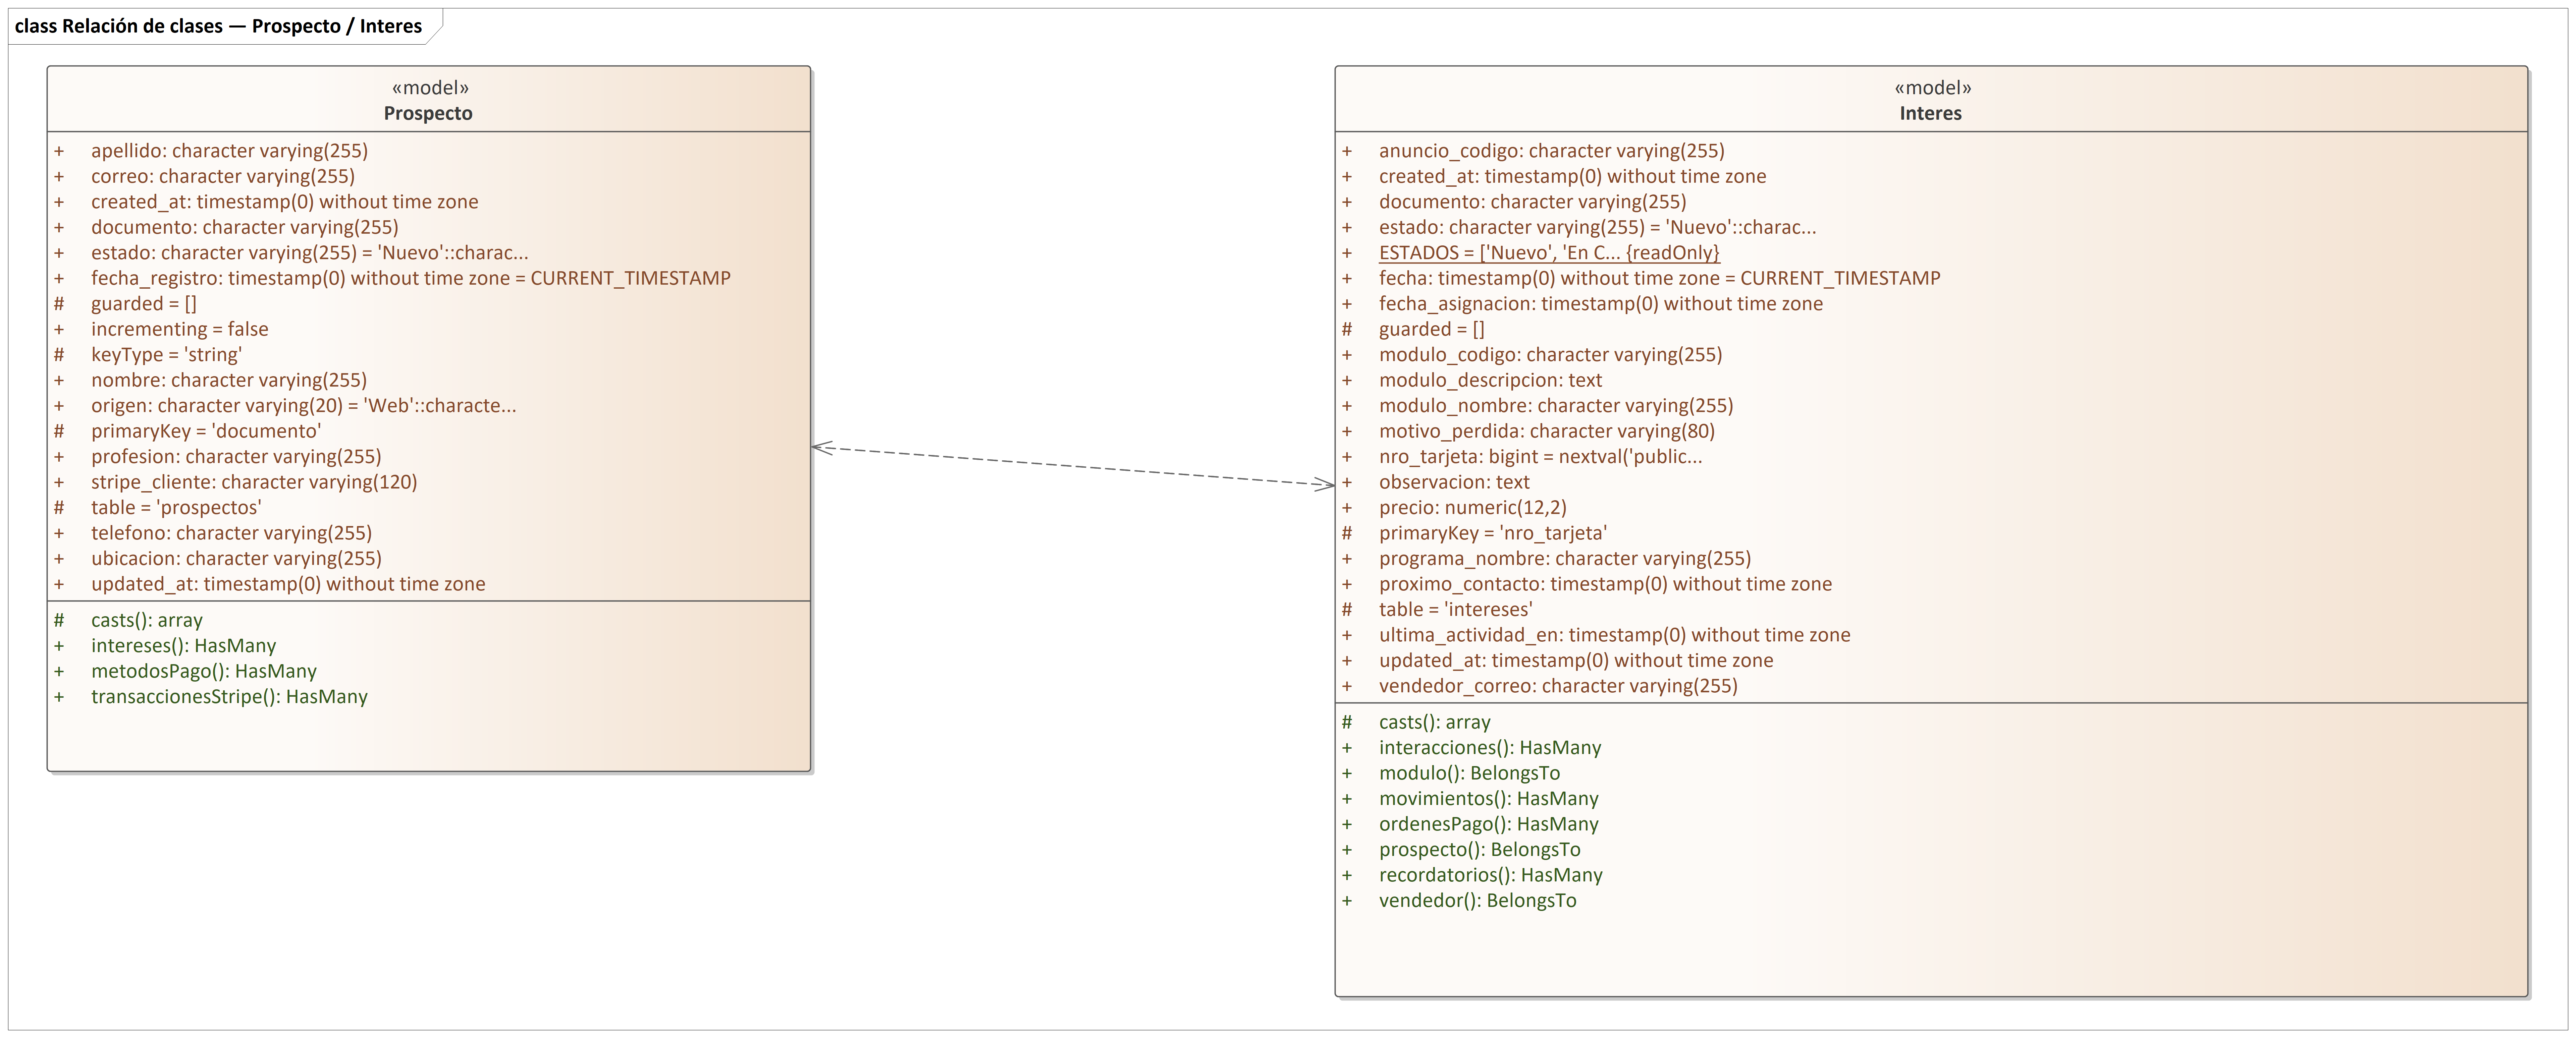 class Relación de clases — Prospecto / Interes
«model»
Prospecto
+ apellido: character varying(255)
+ correo: character varying(255)
+ created_at: timestamp(0) without time zone
+ documento: character varying(255)
+ estado: character varying(255) = 'Nuevo'::charac...
+ fecha_registro: timestamp(0) without time zone = CURRENT_TIMESTAMP
# guarded = []
+ incrementing = false
# keyType = 'string'
+ nombre: character varying(255)
+ origen: character varying(20) = 'Web'::characte...
# primaryKey = 'documento'
+ profesion: character varying(255)
+ stripe_cliente: character varying(120)
# table = 'prospectos'
+ telefono: character varying(255)
+ ubicacion: character varying(255)
+ updated_at: timestamp(0) without time zone
# casts(): array
+ intereses(): HasMany
+ metodosPago(): HasMany
+ transaccionesStripe(): HasMany
«model»
Interes
+ anuncio_codigo: character varying(255)
+ created_at: timestamp(0) without time zone
+ documento: character varying(255)
+ estado: character varying(255) = 'Nuevo'::charac...
+ ESTADOS = ['Nuevo', 'En C... {readOnly}
+ fecha: timestamp(0) without time zone = CURRENT_TIMESTAMP
+ fecha_asignacion: timestamp(0) without time zone
# guarded = []
+ modulo_codigo: character varying(255)
+ modulo_descripcion: text
+ modulo_nombre: character varying(255)
+ motivo_perdida: character varying(80)
+ nro_tarjeta: bigint = nextval('public...
+ observacion: text
+ precio: numeric(12,2)
# primaryKey = 'nro_tarjeta'
+ programa_nombre: character varying(255)
+ proximo_contacto: timestamp(0) without time zone
# table = 'intereses'
+ ultima_actividad_en: timestamp(0) without time zone
+ updated_at: timestamp(0) without time zone
+ vendedor_correo: character varying(255)
# casts(): array
+ interacciones(): HasMany
+ modulo(): BelongsTo
+ movimientos(): HasMany
+ ordenesPago(): HasMany
+ prospecto(): BelongsTo
+ recordatorios(): HasMany
+ vendedor(): BelongsTo